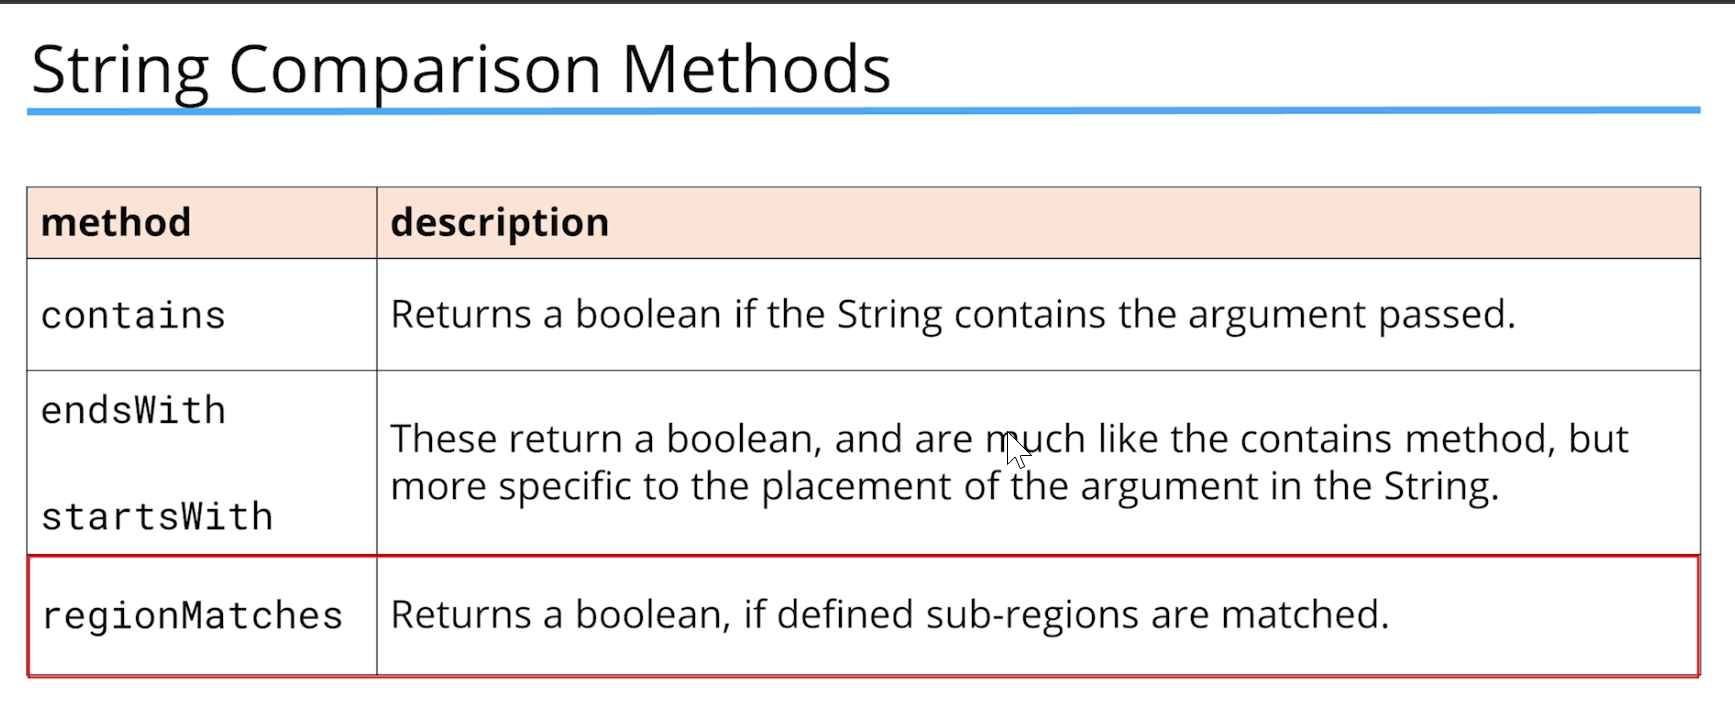 String Comparison Methods
method
description
contains
Returns a boolean if the String contains the argument passed.
endsWith
startsWith
These return a boolean, and are much like the contains method, but
more specific to the placement of the argument in the String.
regionMatches
Returns a boolean, if defined sub-regions are matched.